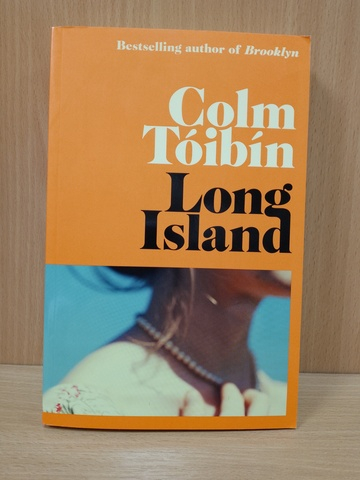 Bestselling author of Brooklyn
Colm
Tóibín
Long
Island